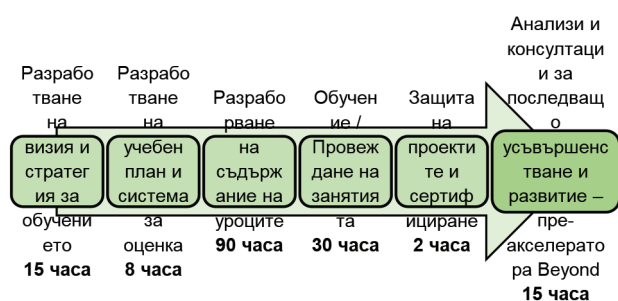 Разрабо
тване
на
визия и
стратег
ия за
обучени
ето
15 часа
Разрабо
тване
на
учебен
план и
система
за
оценка
8 часа
Разрабо
рване
на
съдърж
ание на
уроците
90 часа
Обучен
ие /
Провеж
дане на
занятия
та
30 часа
Защита
на
проекти
те и
сертиф
ициране
2 часа
Анализи и
консултаци
и за
последващ
о
усъвършенс
тване и
развитие –
пре-
акселерато
ра Beyond
15 часа